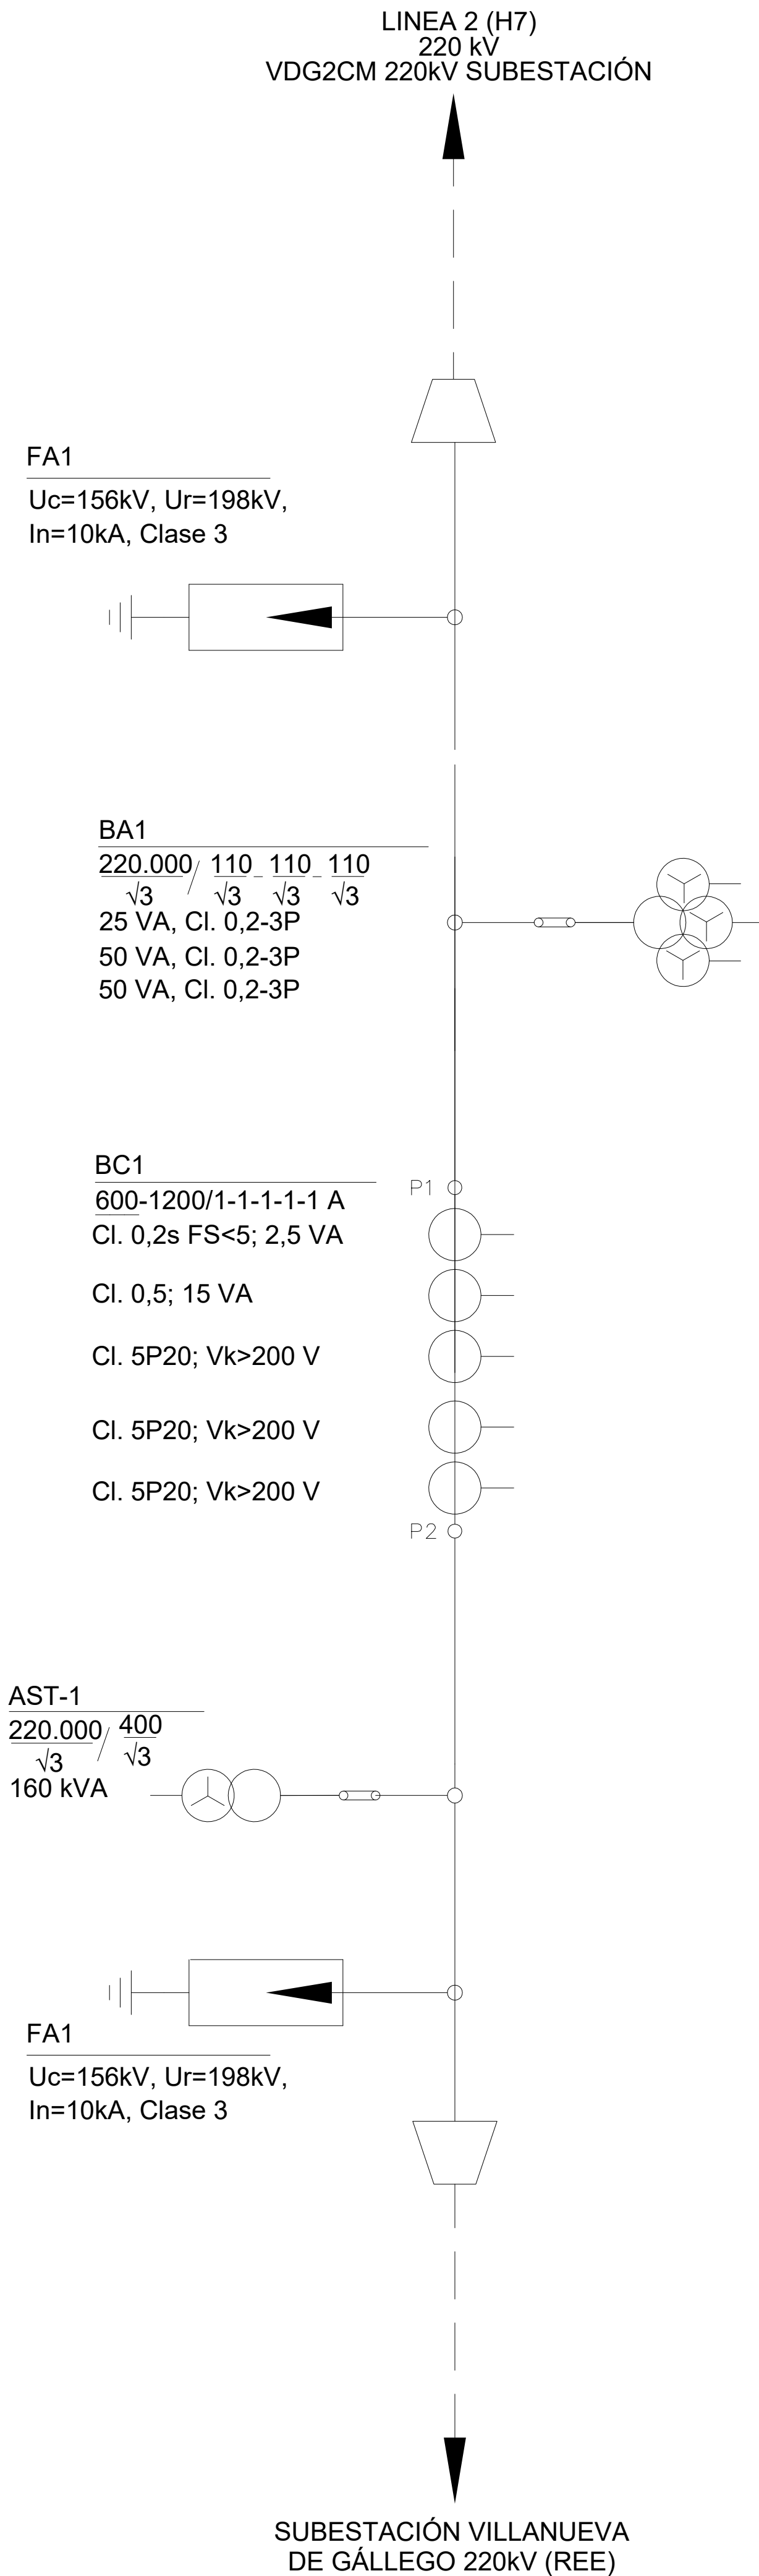 LINEA 2 (H7)
220 kV
VDG2CM 220kV SUBESTACIÓN
FA1
Uc=156kV, Ur=198kV,
In=10kA, Clase 3
BA1
220.000/ 110 - 110 - 110
√3 √3 √3 √3
25 VA, Cl. 0,2-3P
50 VA, Cl. 0,2-3P
50 VA, Cl. 0,2-3P
BC1
P1
600-1200/1-1-1-1-1 A
Cl. 0,2s FS<5; 2,5 VA
Cl. 0,5; 15 VA
Cl. 5P20; Vk>200 V
Cl. 5P20; Vk>200 V
Cl. 5P20; Vk>200 V
P2
AST-1
220.000/ 400
√3 √3
160 kVA
FA1
Uc=156kV, Ur=198kV,
In=10kA, Clase 3
SUBESTACIÓN VILLANUEVA
DE GÁLLEGO 220kV (REE)